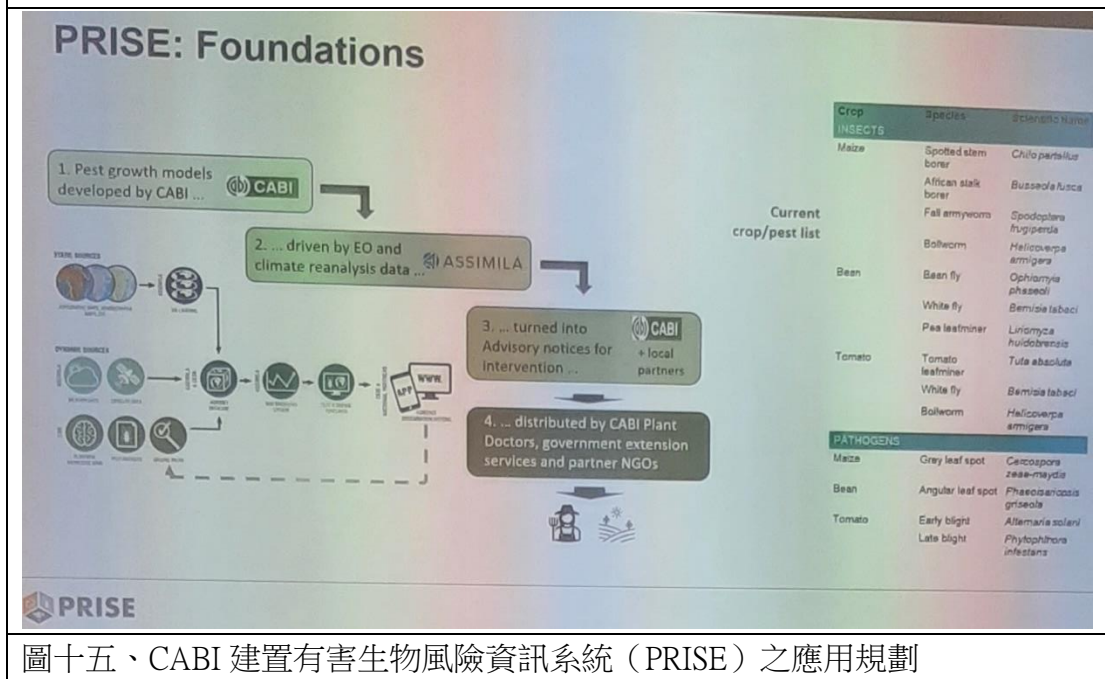 PRISE: Foundations
1. Pest growth models
developed by CABI ...
CABI
2. ... driven by EO and
climate reanalysis data ...
ASSIMILA
3. ... turned into
Advisory notices for
intervention ...
CABI
+ local
partners
4. ... distributed by CABI Plant
Doctors, government extension
services and partner NGOs
STATIC SOURCES
DYNAMIC SOURCES
APP
WWW
Current
crop/pest list
Crop Species Scientific Name
INSECTS
Maize Spotted stem Chilo partellus
borer
African stalk Busseola fusca
borer
Fall armyworm Spodoptera
frugiperda
Bollworm Helicoverpa
armigera
Bean Bean fly Ophiomyia
phaseoli
White fly Bemisia tabaci
Pea leafminer Liriomyza
huidobrensis
Tomato Tomato Tuta absoluta
leafminer
White fly Bemisia tabaci
Bollworm Helicoverpa
armigera
PATHOGENS
Maize Grey leaf spot Cercospora
zeae-maydis
Bean Angular leaf spot Phaeoisariopsis
griseola
Tomato Early blight Alternaria solani
Late blight Phytophthora
infestans
PRISE
圖十五、CABI 建置有害生物風險資訊系統（PRISE）之應用規劃